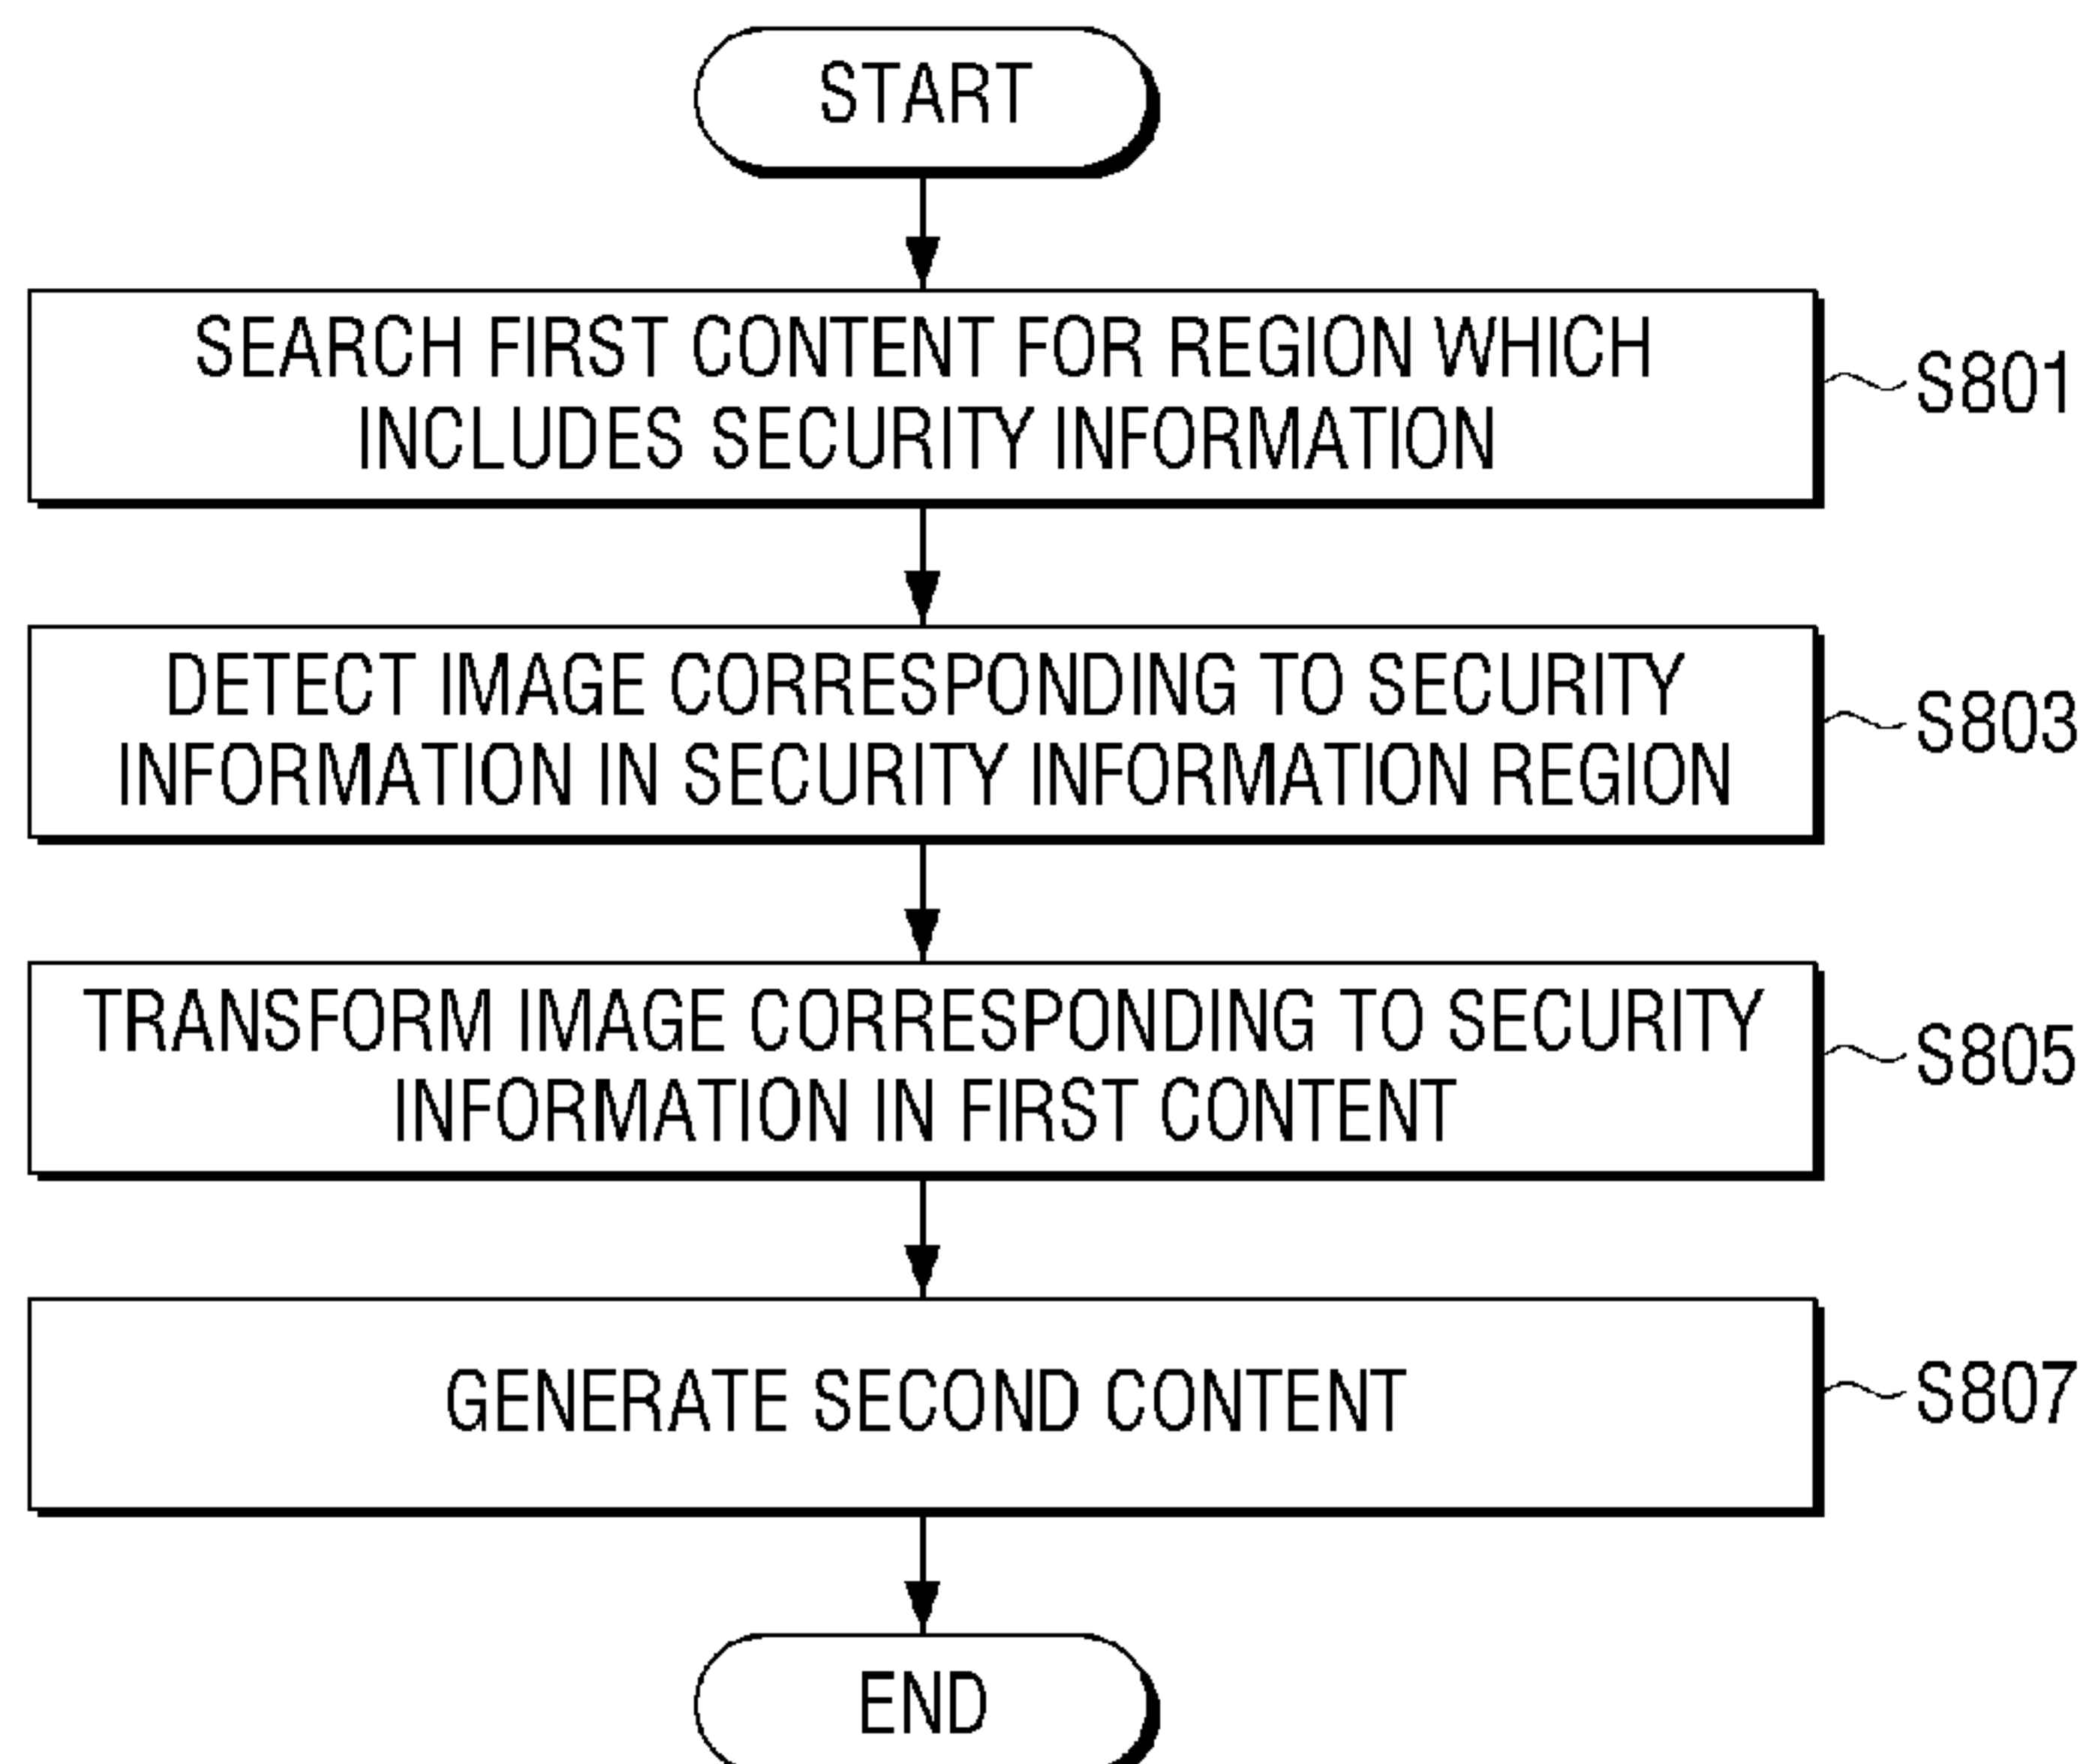 START
SEARCH FIRST CONTENT FOR REGION WHICH
INCLUDES SECURITY INFORMATION
S801
DETECT IMAGE CORRESPONDING TO SECURITY
INFORMATION IN SECURITY INFORMATION REGION
S803
TRANSFORM IMAGE CORRESPONDING TO SECURITY
INFORMATION IN FIRST CONTENT
S805
GENERATE SECOND CONTENT
S807
END